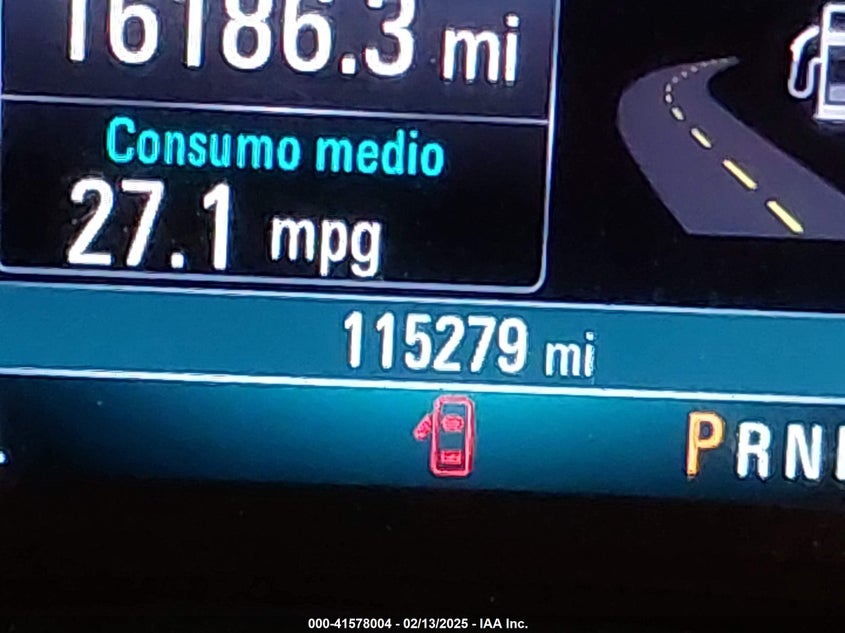 16186.3 mi
Consumo medio
27.1 mpg
115279 mi
PRN
000-41578004 - 02/13/2025 - IAA Inc.